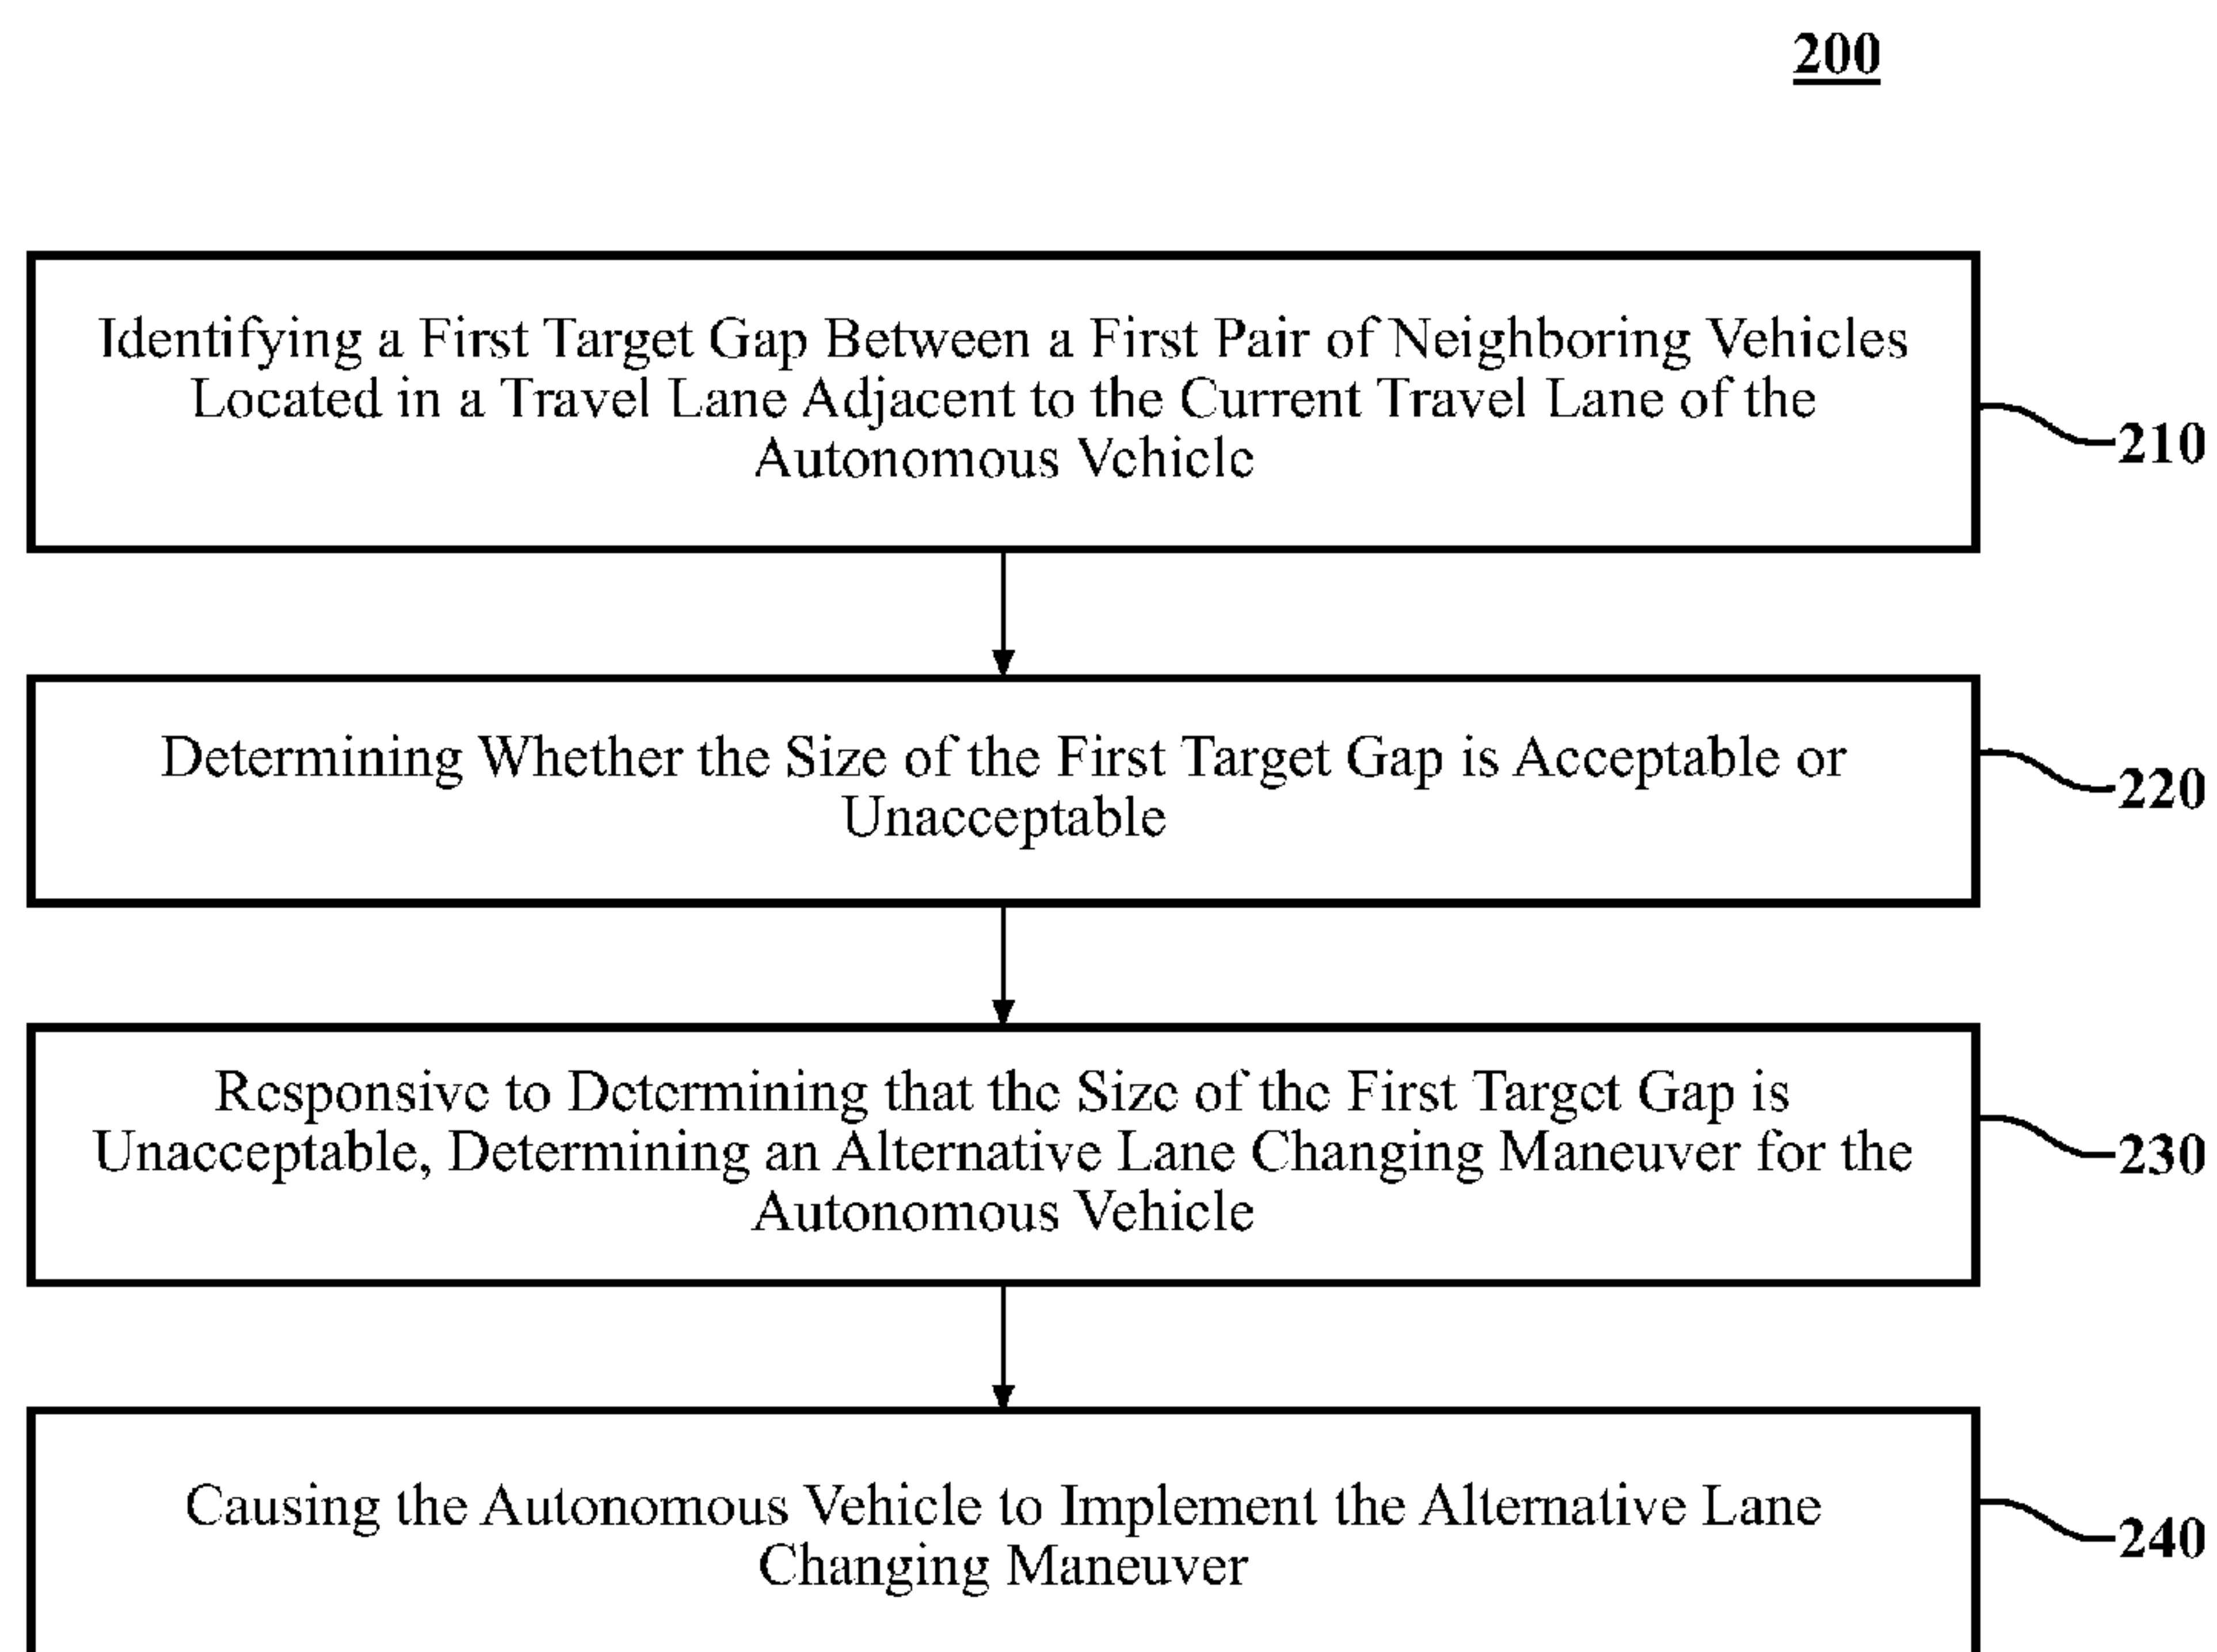 200
Identifying a First Target Gap Between a First Pair of Neighboring Vehicles
Located in a Travel Lane Adjacent to the Current Travel Lane of the
Autonomous Vehicle
210
Determining Whether the Size of the First Target Gap is Acceptable or
Unacceptable
220
Responsive to Determining that the Size of the First Target Gap is
Unacceptable, Determining an Alternative Lane Changing Maneuver for the
Autonomous Vehicle
230
Causing the Autonomous Vehicle to Implement the Alternative Lane
Changing Maneuver
240